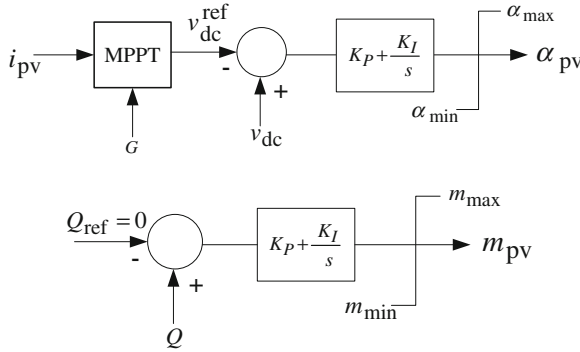 i_pv
MPPT
v_dc^ref
-
+
v_dc
G
K_P + K_I/s
α_max
α_min
α_pv
Q_ref = 0
-
+
Q
K_P + K_I/s
m_max
m_min
m_pv